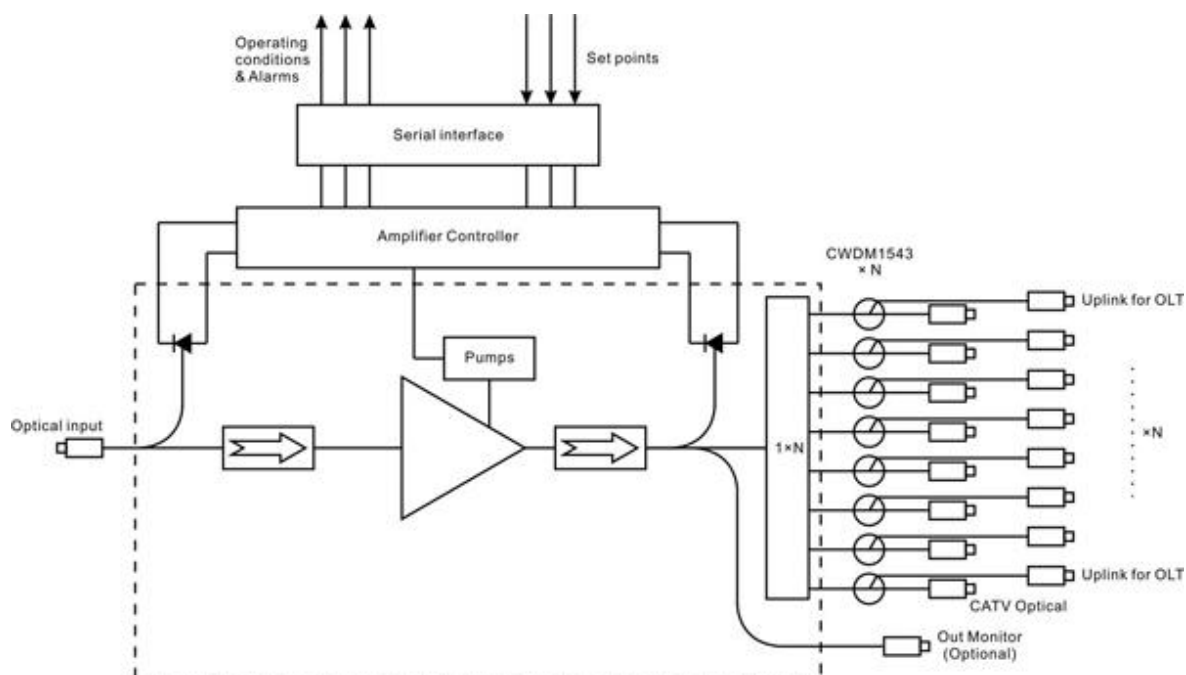 Operating
conditions
& Alarms
Set points
Serial interface
Amplifier Controller
CWDM1543
× N
Uplink for OLT
Pumps
Optical input
1×N
×N
Uplink for OLT
CATV Optical
Out Monitor
(Optional)